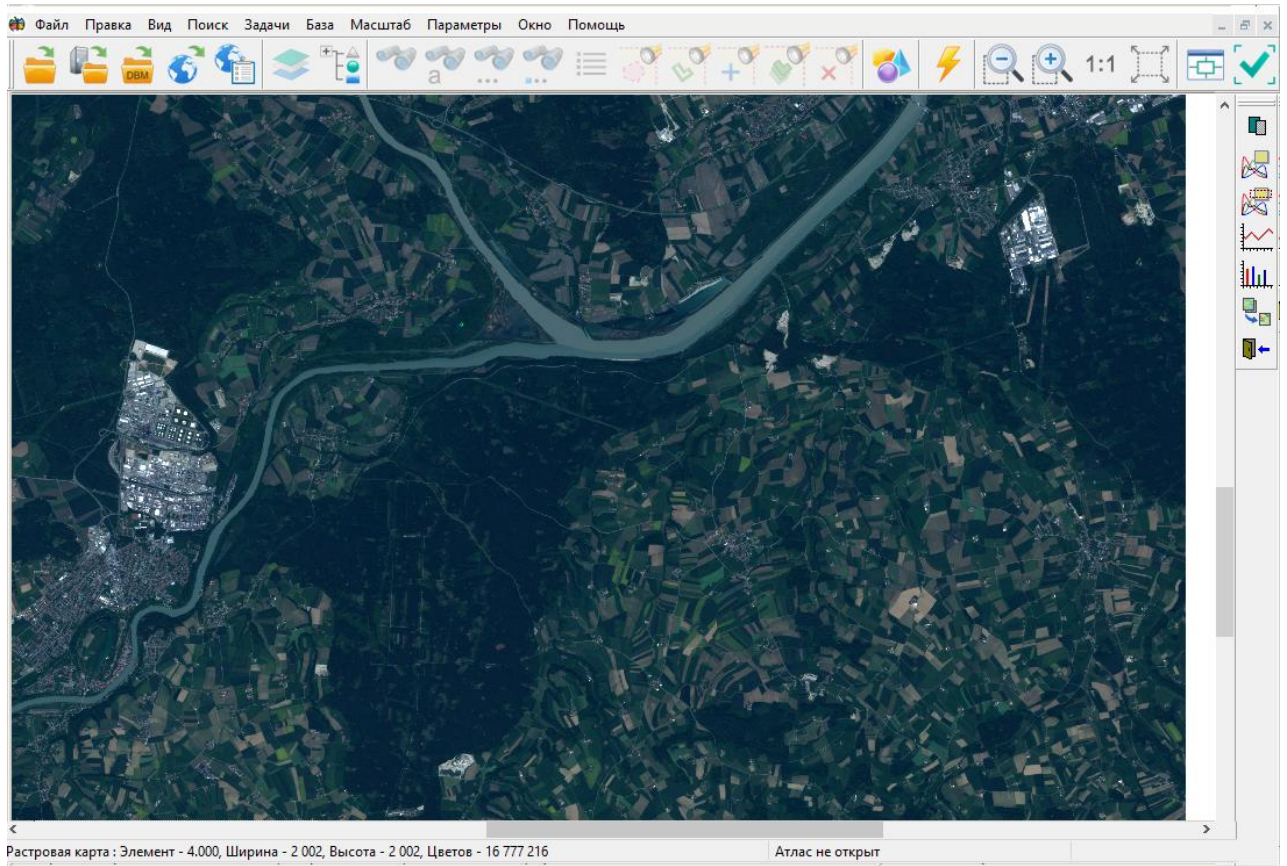 Файл Правка Вид Поиск Задачи База Масштаб Параметры Окно Помощь
DBM a 1:1
Растровая карта : Элемент - 4.000, Ширина - 2 002, Высота - 2 002, Цветов - 16 777 216 Атлас не открыт